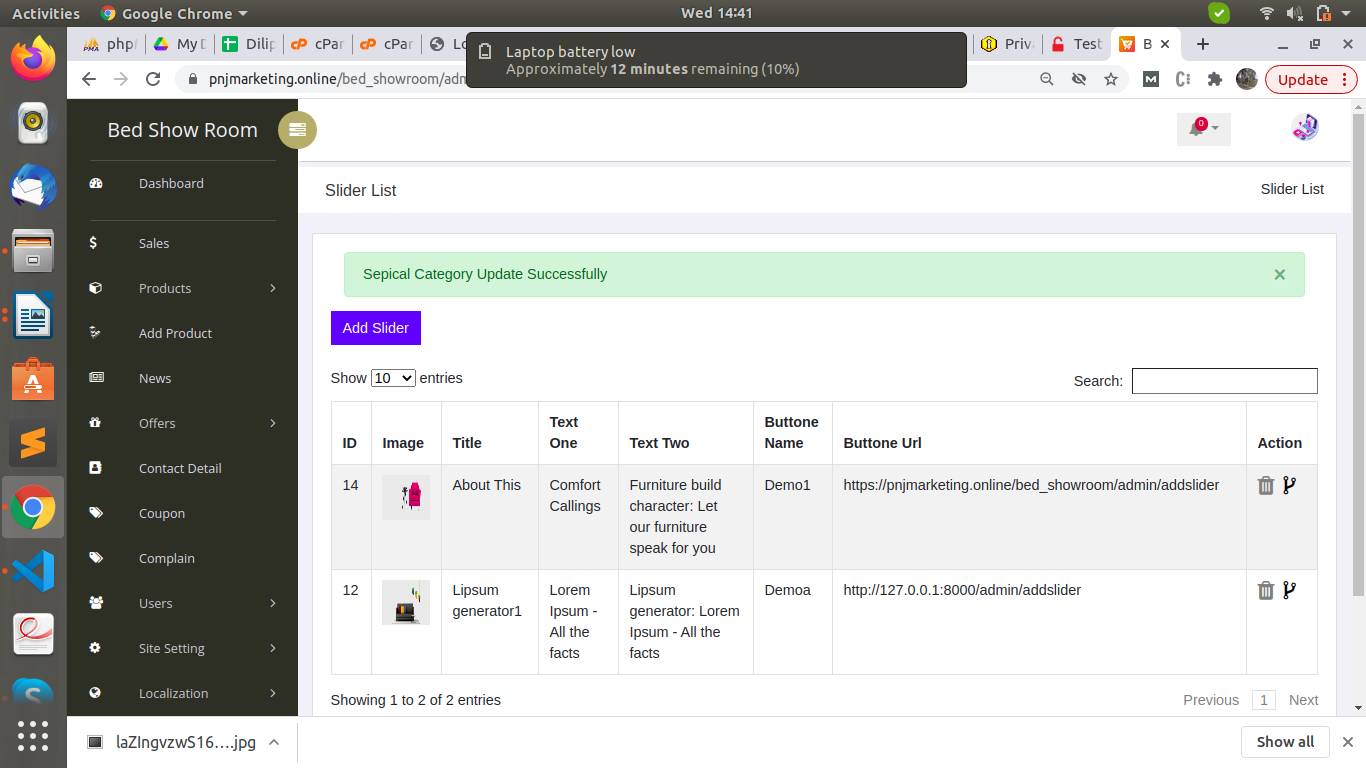 Activities Google Chrome Wed 14:41
php My D Dilip cPar cPar Lo Priv Test B
Laptop battery low
Approximately 12 minutes remaining (10%)
pnjmarketing.online/bed_showroom/adm Update
Bed Show Room
0
Dashboard
Slider List Slider List
Sales
Products
Add Product
News
Offers
Contact Detail
Coupon
Complain
Users
Site Setting
Localization
Sepical Category Update Successfully ×
Add Slider
Show 10 entries Search:
ID Image Title Text One Text Two Buttone Name Buttone Url Action
14 About This Comfort Callings Furniture build character: Let our furniture speak for you Demo1 https://pnjmarketing.online/bed_showroom/admin/addslider
12 Lipsum generator1 Lorem Ipsum - All the facts Lipsum generator: Lorem Ipsum - All the facts Demoa http://127.0.0.1:8000/admin/addslider
Showing 1 to 2 of 2 entries Previous 1 Next
laZIngvzwS16....jpg Show all